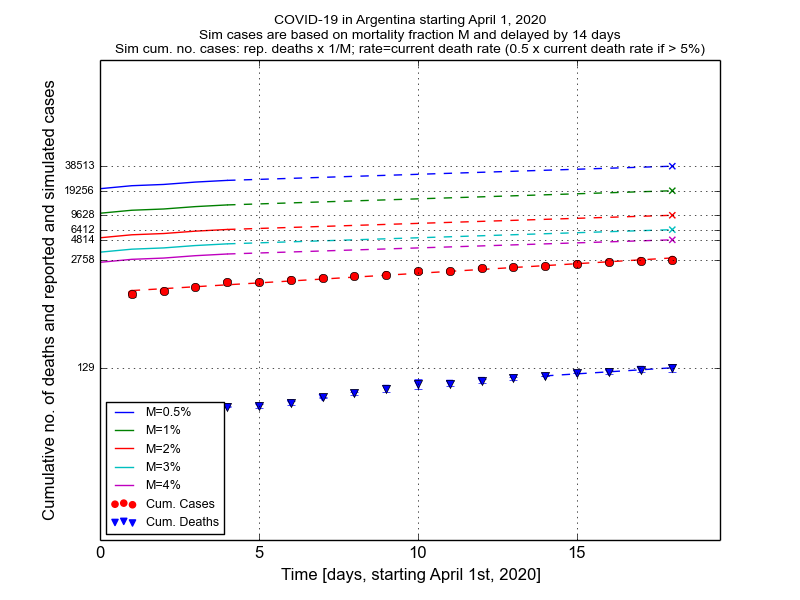 COVID-19 in Argentina starting April 1, 2020
Sim cases are based on mortality fraction M and delayed by 14 days
Sim cum. no. cases: rep. deaths x 1/M; rate=current death rate (0.5 x current death rate if > 5%)
Cumulative no. of deaths and reported and simulated cases
38513
19256
9628
6412
4814
2758
129
M=0.5%
M=1%
M=2%
M=3%
M=4%
Cum. Cases
Cum. Deaths
0
5
10
15
Time [days, starting April 1st, 2020]